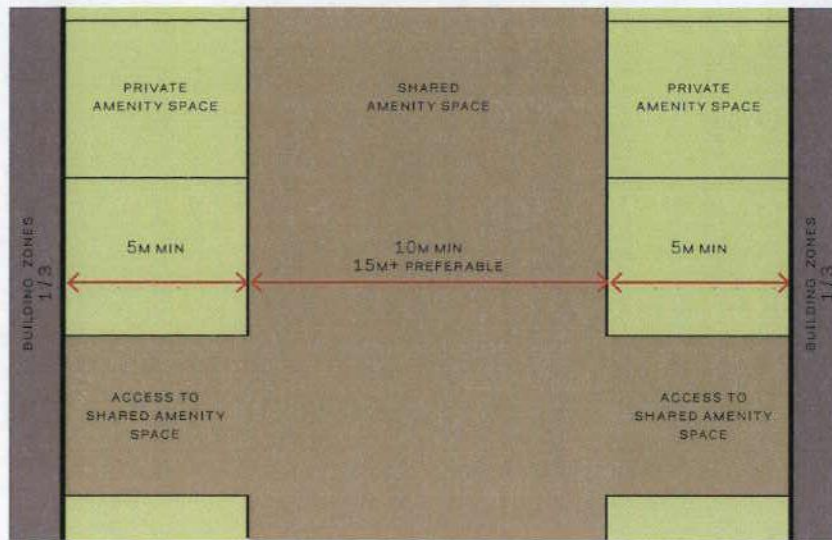 PRIVATE
AMENITY SPACE
SHARED
AMENITY SPACE
PRIVATE
AMENITY SPACE
BUILDING ZONES
1/3
5M MIN
10M MIN
15M+ PREFERABLE
5M MIN
BUILDING ZONES
1/3
ACCESS TO
SHARED AMENITY
SPACE
ACCESS TO
SHARED AMENITY
SPACE